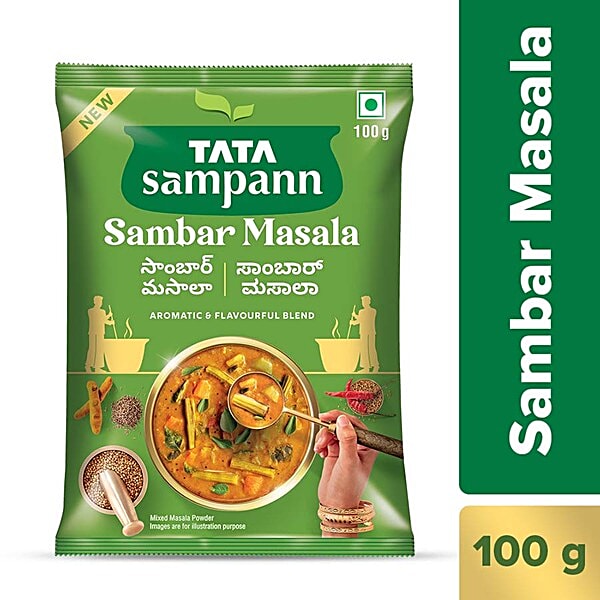 NEW
100g
TATA
sampann
Sambar Masala
సాంబార్ | ಸಾಂಬಾರ್
మసాలా | ಮಸಾಲಾ
AROMATIC & FLAVOURFUL BLEND
Mixed Masala Powder
Images are for illustration purpose
Sambar Masala
100 g